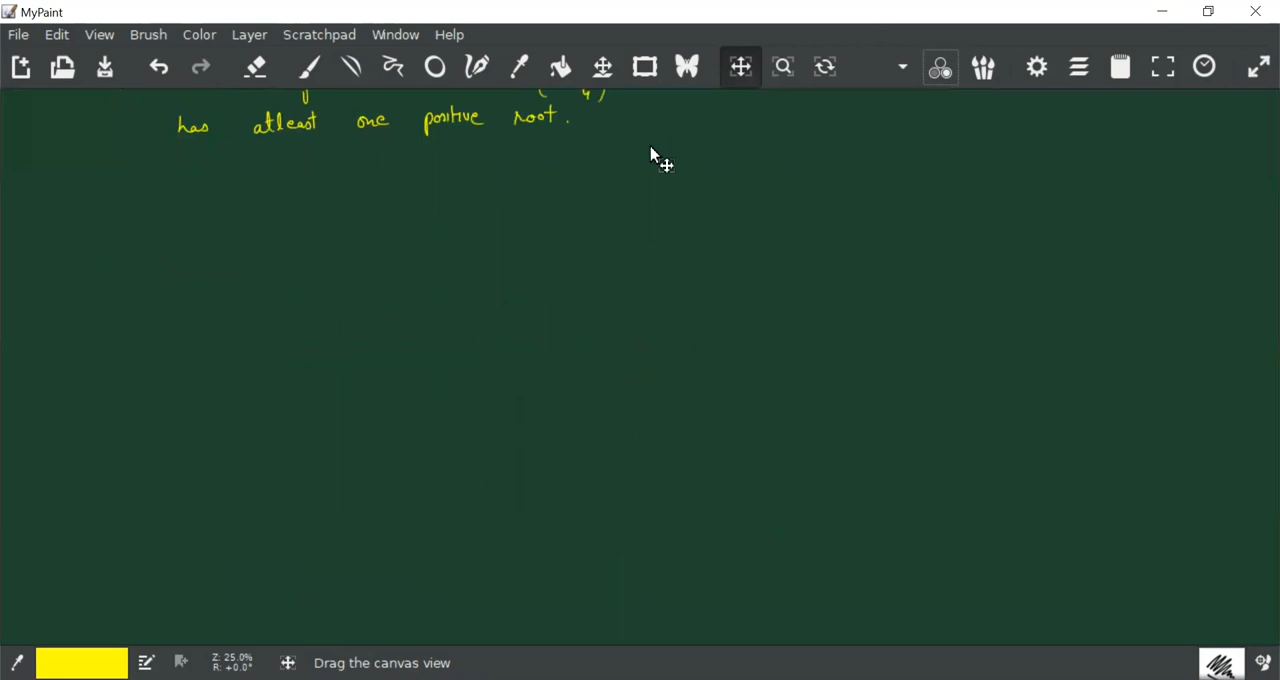 MyPaint
File Edit View Brush Color Layer Scratchpad Window Help
has atleast one positive root.
Z: 25.0%
R: +0.0°
Drag the canvas view